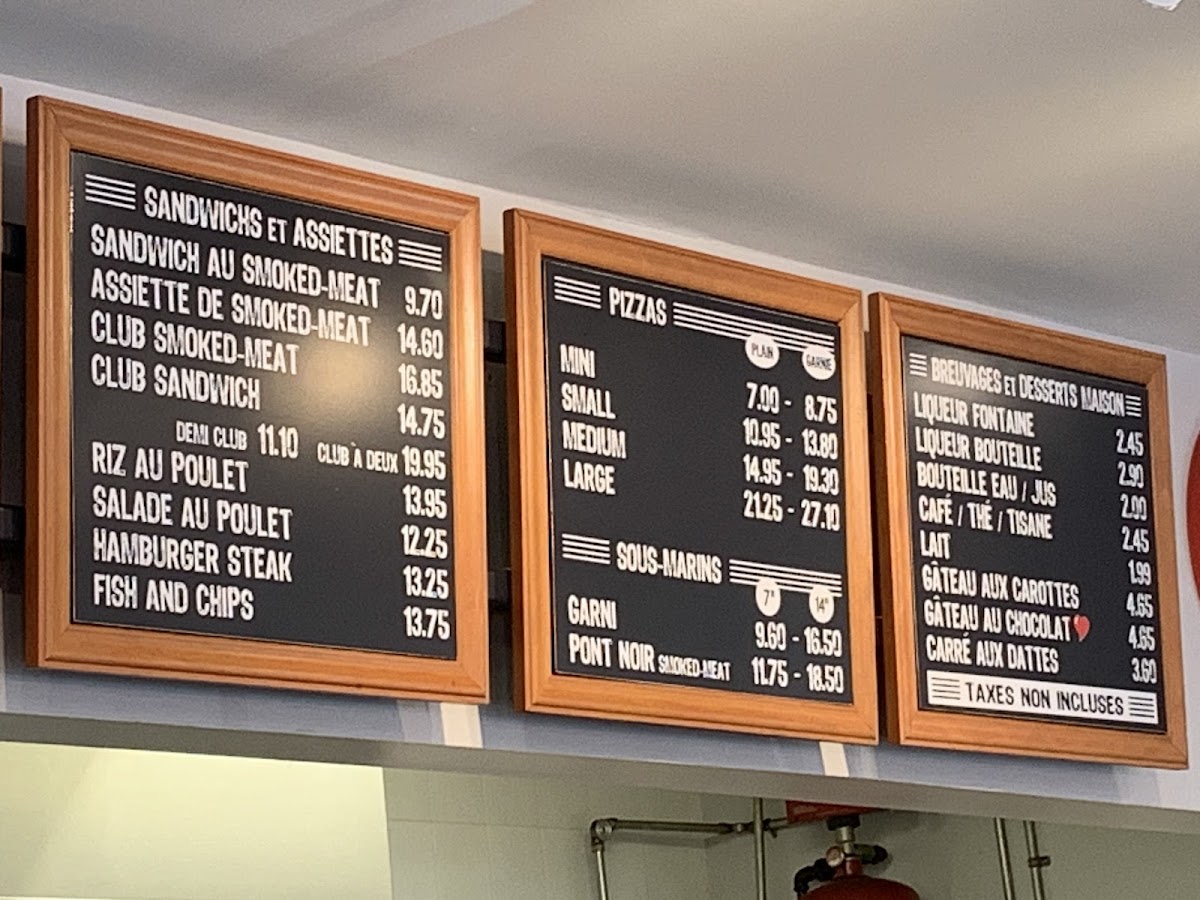 SANDWICHS ET ASSIETTES
SANDWICH AU SMOKED-MEAT 9.70
ASSIETTE DE SMOKED-MEAT 14.60
CLUB SMOKED-MEAT 16.85
CLUB SANDWICH 14.75
DEMI CLUB 11.10 CLUB À DEUX 19.95
RIZ AU POULET 13.95
SALADE AU POULET 12.25
HAMBURGER STEAK 13.25
FISH AND CHIPS 13.75
PIZZAS
PLAIN GARNIE
MINI 7.00 - 8.75
SMALL 10.95 - 13.80
MEDIUM 14.95 - 19.30
LARGE 21.25 - 27.10
SOUS-MARINS
7" 14"
GARNI 9.60 - 16.50
PONT NOIR SMOKED-MEAT 11.75 - 18.50
BREUVAGES ET DESSERTS MAISON
LIQUEUR FONTAINE 2.45
LIQUEUR BOUTEILLE 2.90
BOUTEILLE EAU / JUS 2.00
CAFÉ / THÉ / TISANE 2.45
LAIT 1.99
GÂTEAU AUX CAROTTES 4.65
GÂTEAU AU CHOCOLAT 4.65
CARRÉ AUX DATTES 3.60
TAXES NON INCLUSES